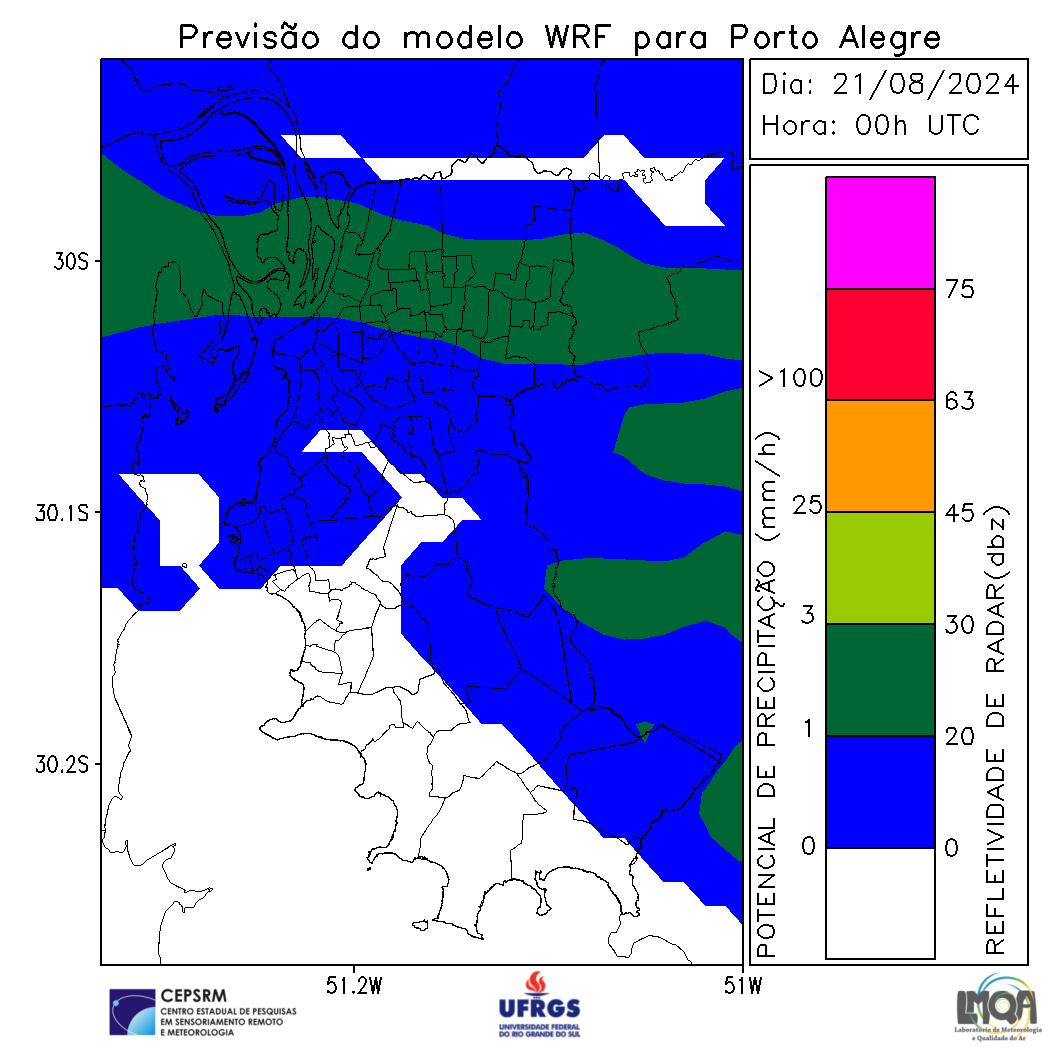 Previsão do modelo WRF para Porto Alegre
Dia: 21/08/2024
Hora: 00h UTC
30S
30.1S
30.2S
51.2W
51W
POTENCIAL DE PRECIPITAÇÃO (mm/h)
>100
25
3
1
0
75
63
45
30
20
0
REFLETIVIDADE DE RADAR(dbz)
CEPSRM
CENTRO ESTADUAL DE PESQUISAS
EM SENSORIAMENTO REMOTO
E METEOROLOGIA
UFRGS
UNIVERSIDADE FEDERAL
DO RIO GRANDE DO SUL
LMQA
Laboratório de Meteorologia
e Qualidade do Ar